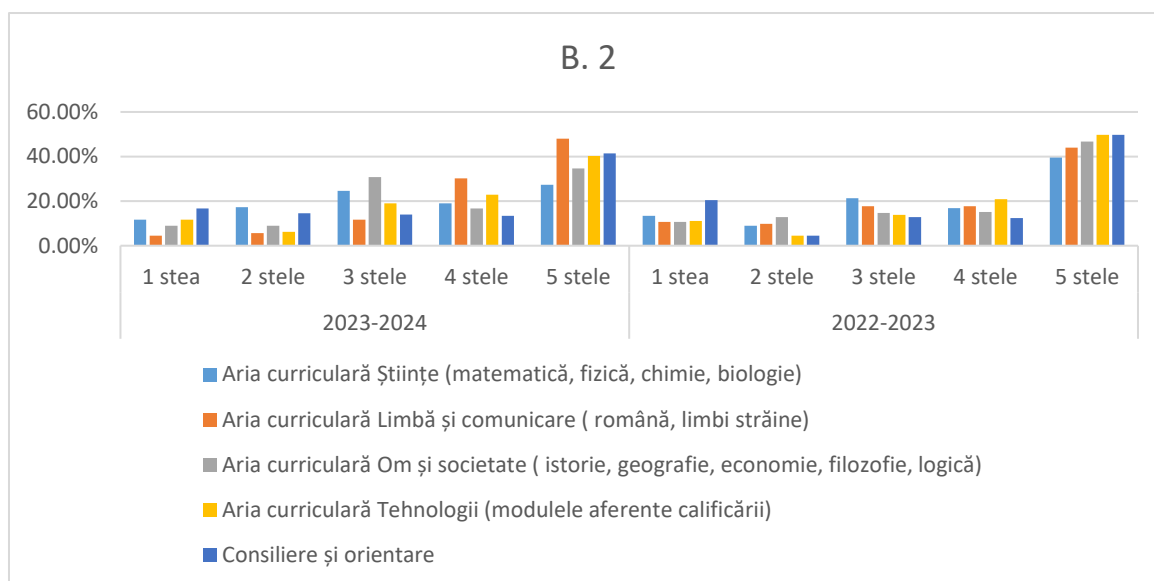 B. 2
60.00%
40.00%
20.00%
0.00%
1 stea 2 stele 3 stele 4 stele 5 stele 1 stea 2 stele 3 stele 4 stele 5 stele
2023-2024 2022-2023
Aria curriculară Științe (matematică, fizică, chimie, biologie)
Aria curriculară Limbă și comunicare ( română, limbi străine)
Aria curriculară Om și societate ( istorie, geografie, economie, filozofie, logică)
Aria curriculară Tehnologii (modulele aferente calificării)
Consiliere și orientare